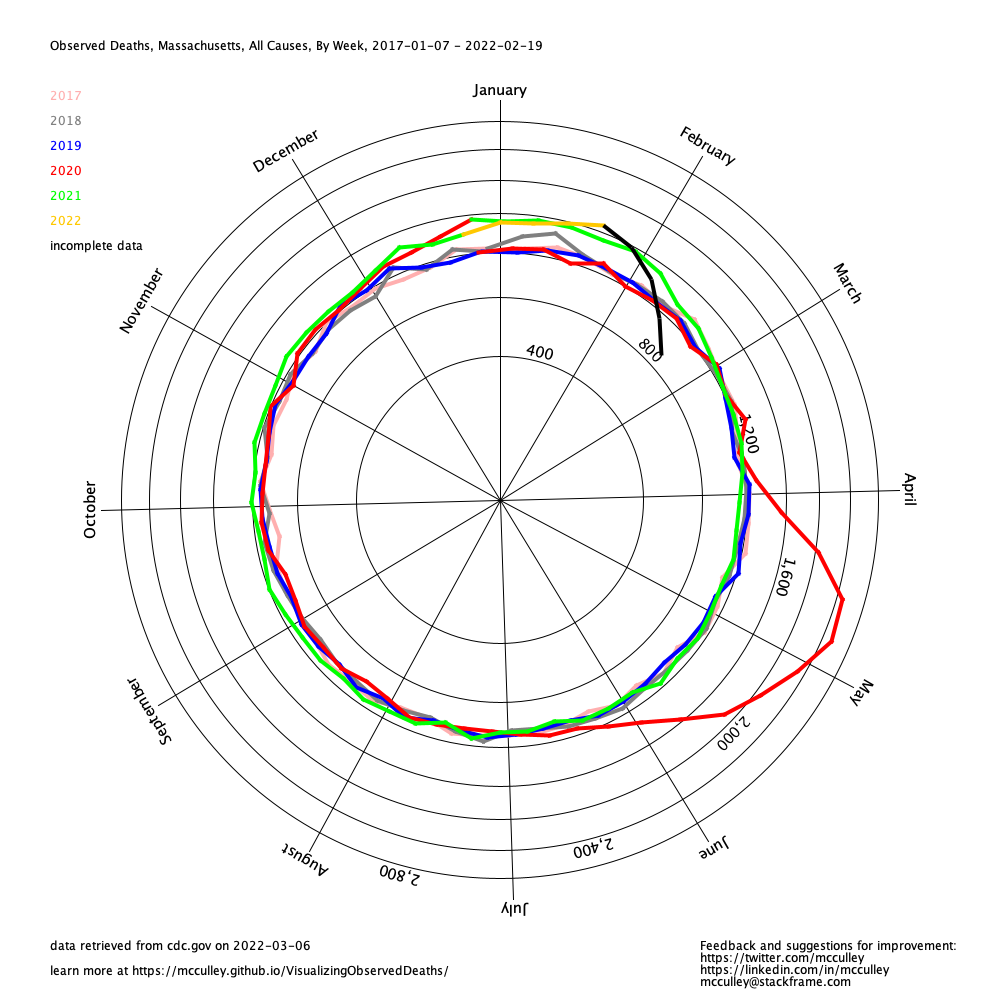 Observed Deaths, Massachusetts, All Causes, By Week, 2017-01-07 - 2022-02-19
2017
2018
2019
2020
2021
2022
incomplete data
January
February
March
April
May
June
July
August
September
October
November
December
400
800
1,200
1,600
2,000
2,400
2,800
data retrieved from cdc.gov on 2022-03-06
learn more at https://mcculley.github.io/VisualizingObservedDeaths/
Feedback and suggestions for improvement:
https://twitter.com/mcculley
https://linkedin.com/in/mcculley
mcculley@stackframe.com